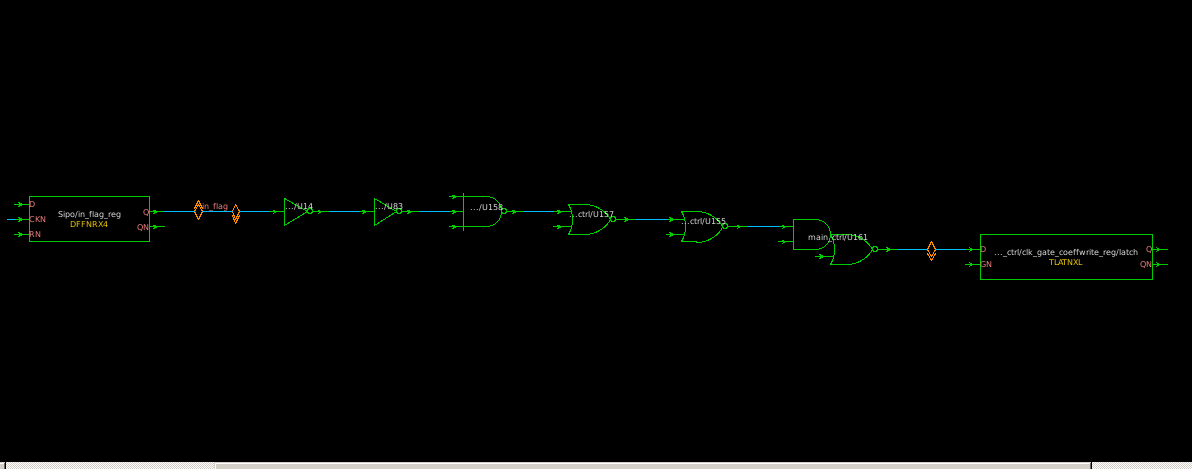 D
CKN
RN
Sipo/in_flag_reg
DFFNRX4
Q
QN
in_flag
.../U14
.../U83
.../U158
...ctrl/U157
...ctrl/U155
main_ctrl/U161
D
GN
..._ctrl/clk_gate_coeffwrite_reg/latch
TLATNXL
Q
QN